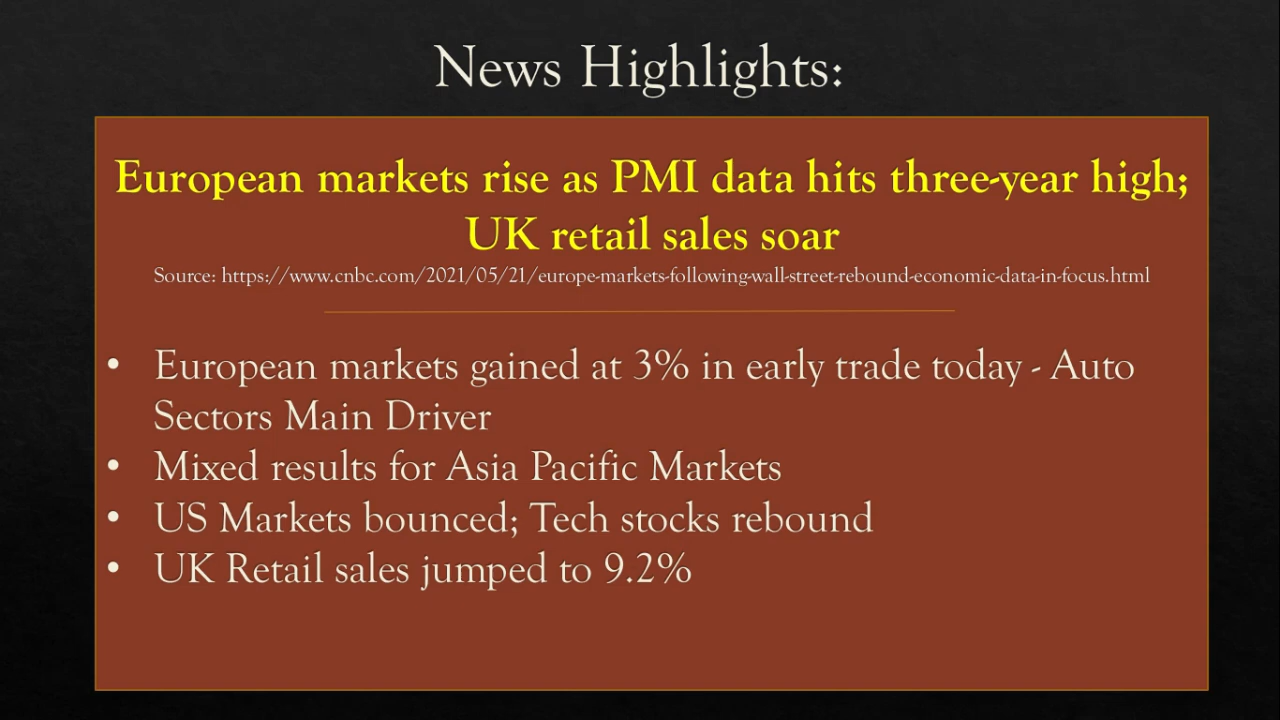 News Highlights:
European markets rise as PMI data hits three-year high;
UK retail sales soar
Source: https://www.cnbc.com/2021/05/21/europe-markets-following-wall-street-rebound-economic-data-in-focus.html
• European markets gained at 3% in early trade today - Auto
Sectors Main Driver
• Mixed results for Asia Pacific Markets
• US Markets bounced; Tech stocks rebound
• UK Retail sales jumped to 9.2%